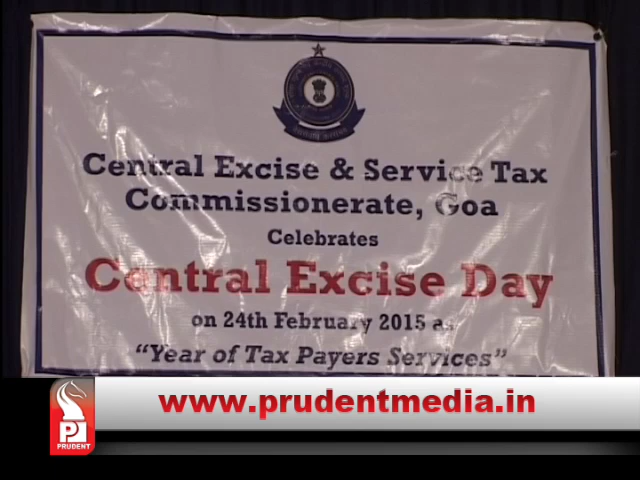 Central Excise & Service Tax
Commissionerate, Goa
Celebrates
Central Excise Day
on 24th February 2015 as
“Year of Tax Payers Services”
www.prudentmedia.in
PRUDENT